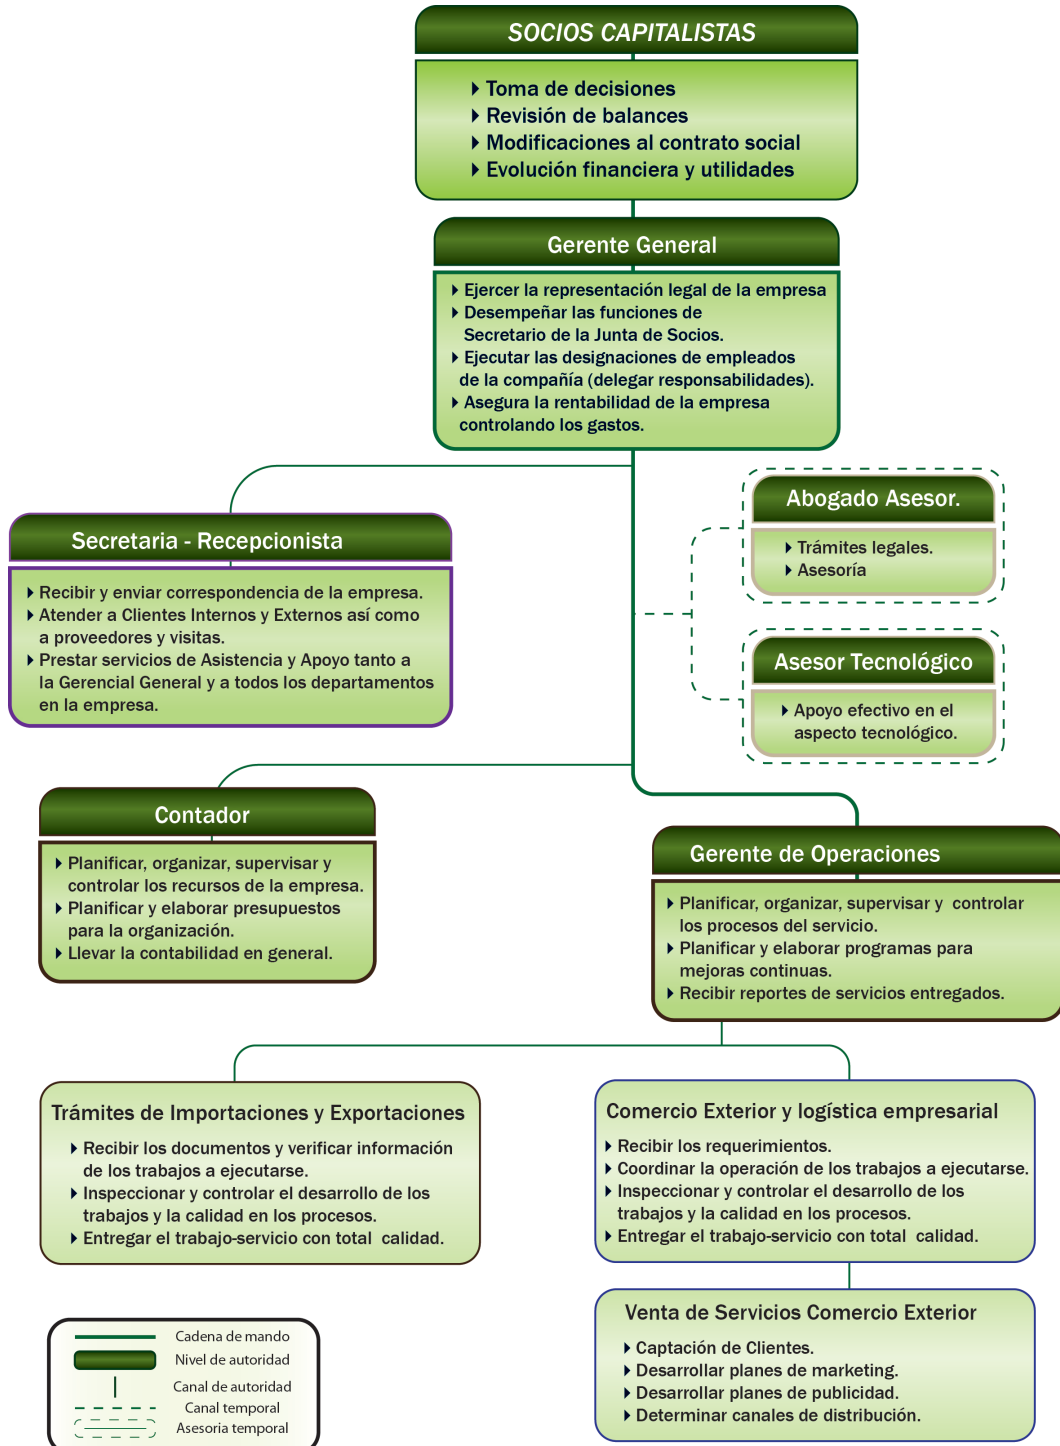 SOCIOS CAPITALISTAS
Toma de decisiones
Revisión de balances
Modificaciones al contrato social
Evolución financiera y utilidades
Gerente General
Ejercer la representación legal de la empresa
Desempeñar las funciones de
Secretario de la Junta de Socios.
Ejecutar las designaciones de empleados
de la compañía (delegar responsabilidades).
Asegura la rentabilidad de la empresa
controlando los gastos.
Secretaria - Recepcionista
Recibir y enviar correspondencia de la empresa.
Atender a Clientes Internos y Externos así como
a proveedores y visitas.
Prestar servicios de Asistencia y Apoyo tanto a
la Gerencial General y a todos los departamentos
en la empresa.
Abogado Asesor.
Trámites legales.
Asesoría
Asesor Tecnológico
Apoyo efectivo en el
aspecto tecnológico.
Contador
Planificar, organizar, supervisar y
controlar los recursos de la empresa.
Planificar y elaborar presupuestos
para la organización.
Llevar la contabilidad en general.
Gerente de Operaciones
Planificar, organizar, supervisar y controlar
los procesos del servicio.
Planificar y elaborar programas para
mejoras continuas.
Recibir reportes de servicios entregados.
Trámites de Importaciones y Exportaciones
Recibir los documentos y verificar información
de los trabajos a ejecutarse.
Inspeccionar y controlar el desarrollo de los
trabajos y la calidad en los procesos.
Entregar el trabajo-servicio con total calidad.
Comercio Exterior y logística empresarial
Recibir los requerimientos.
Coordinar la operación de los trabajos a ejecutarse.
Inspeccionar y controlar el desarrollo de los
trabajos y la calidad en los procesos.
Entregar el trabajo-servicio con total calidad.
Venta de Servicios Comercio Exterior
Captación de Clientes.
Desarrollar planes de marketing.
Desarrollar planes de publicidad.
Determinar canales de distribución.
Cadena de mando
Nivel de autoridad
Canal de autoridad
Canal temporal
Asesoria temporal